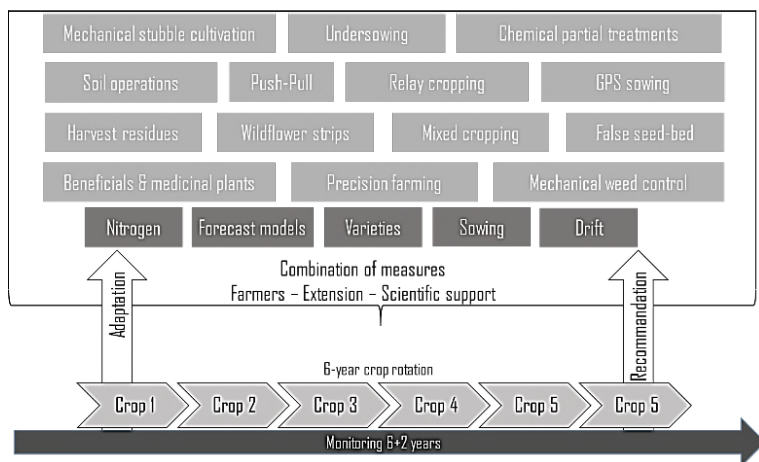 Mechanical stubble cultivation
Undersowing
Chemical partial treatments
Soil operations
Push-Pull
Relay cropping
GPS sowing
Harvest residues
Wildflower strips
Mixed cropping
False seed-bed
Beneficials & medicinal plants
Precision farming
Mechanical weed control
Nitrogen
Forecast models
Varieties
Sowing
Drift
Combination of measures
Farmers – Extension – Scientific support
Adaptation
Recommandation
6-year crop rotation
Crop 1
Crop 2
Crop 3
Crop 4
Crop 5
Crop 5
Monitoring 6+2 years